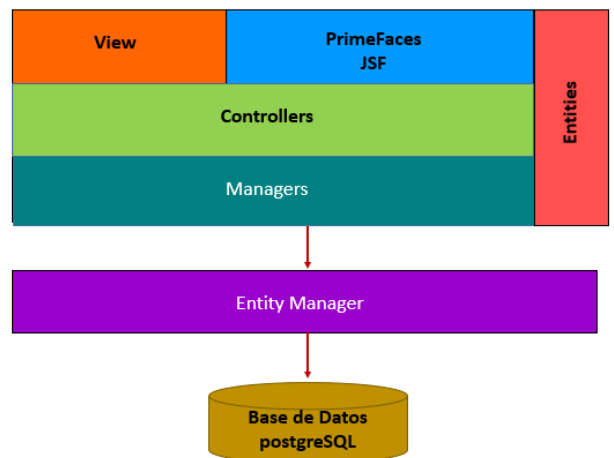 View
PrimeFaces
JSF
Entities
Controllers
Managers
Entity Manager
Base de Datos
postgreSQL